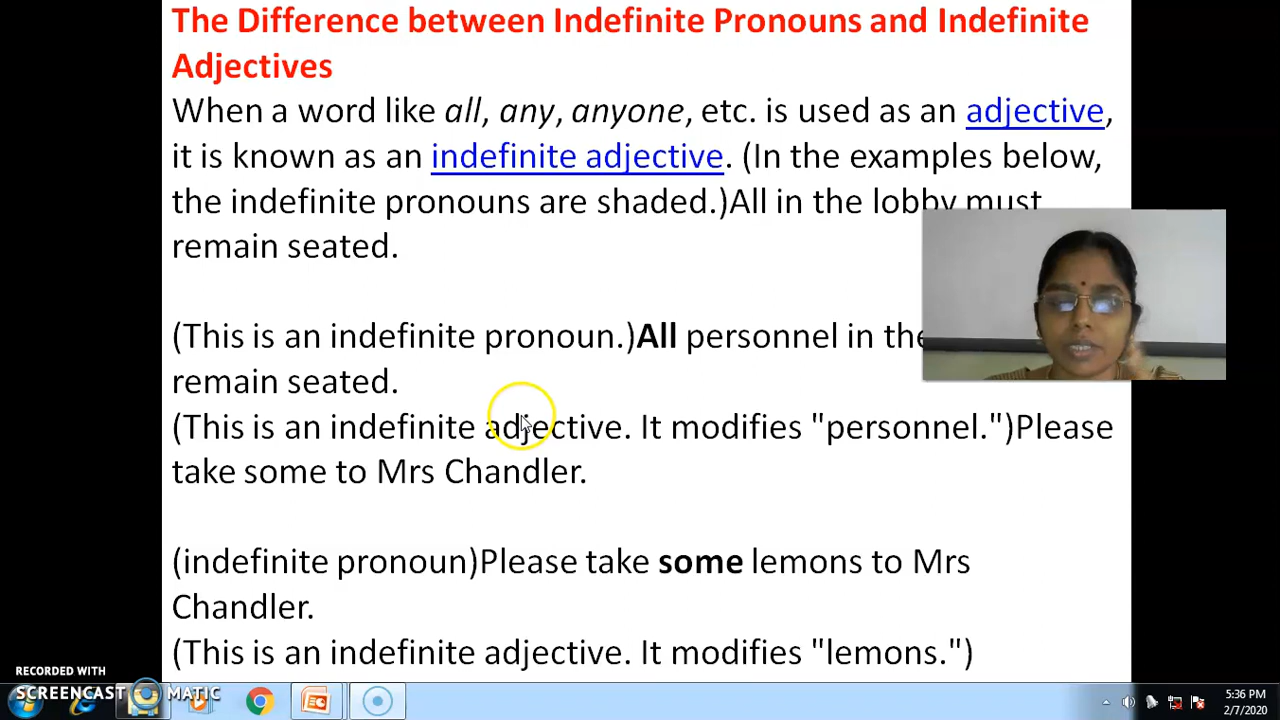 The Difference between Indefinite Pronouns and Indefinite
Adjectives
When a word like all, any, anyone, etc. is used as an adjective,
it is known as an indefinite adjective. (In the examples below,
the indefinite pronouns are shaded.)All in the lobby must
remain seated.
(This is an indefinite pronoun.)All personnel in the
remain seated.
(This is an indefinite adjective. It modifies "personnel.")Please
take some to Mrs Chandler.
(indefinite pronoun)Please take some lemons to Mrs
Chandler.
(This is an indefinite adjective. It modifies "lemons.")
RECORDED WITH
SCREENCAST MATIC
5:36 PM
2/7/2020